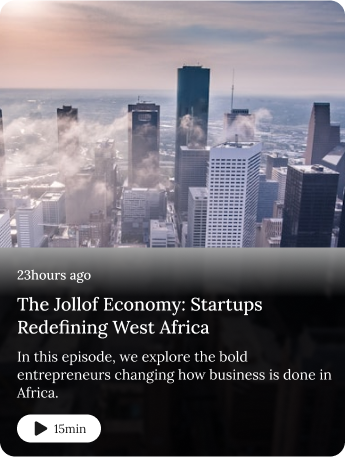 23hours ago
The Jollof Economy: Startups
Redefining West Africa
In this episode, we explore the bold
entrepreneurs changing how business is done in
Africa.
15min